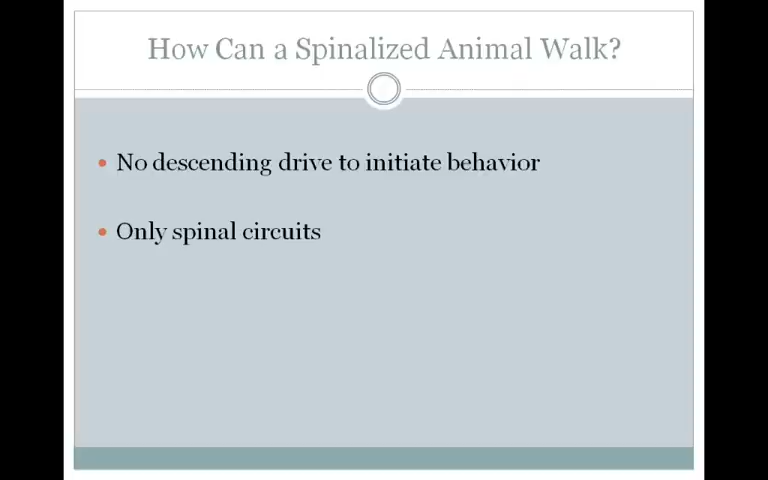 How Can a Spinalized Animal Walk?
No descending drive to initiate behavior
Only spinal circuits